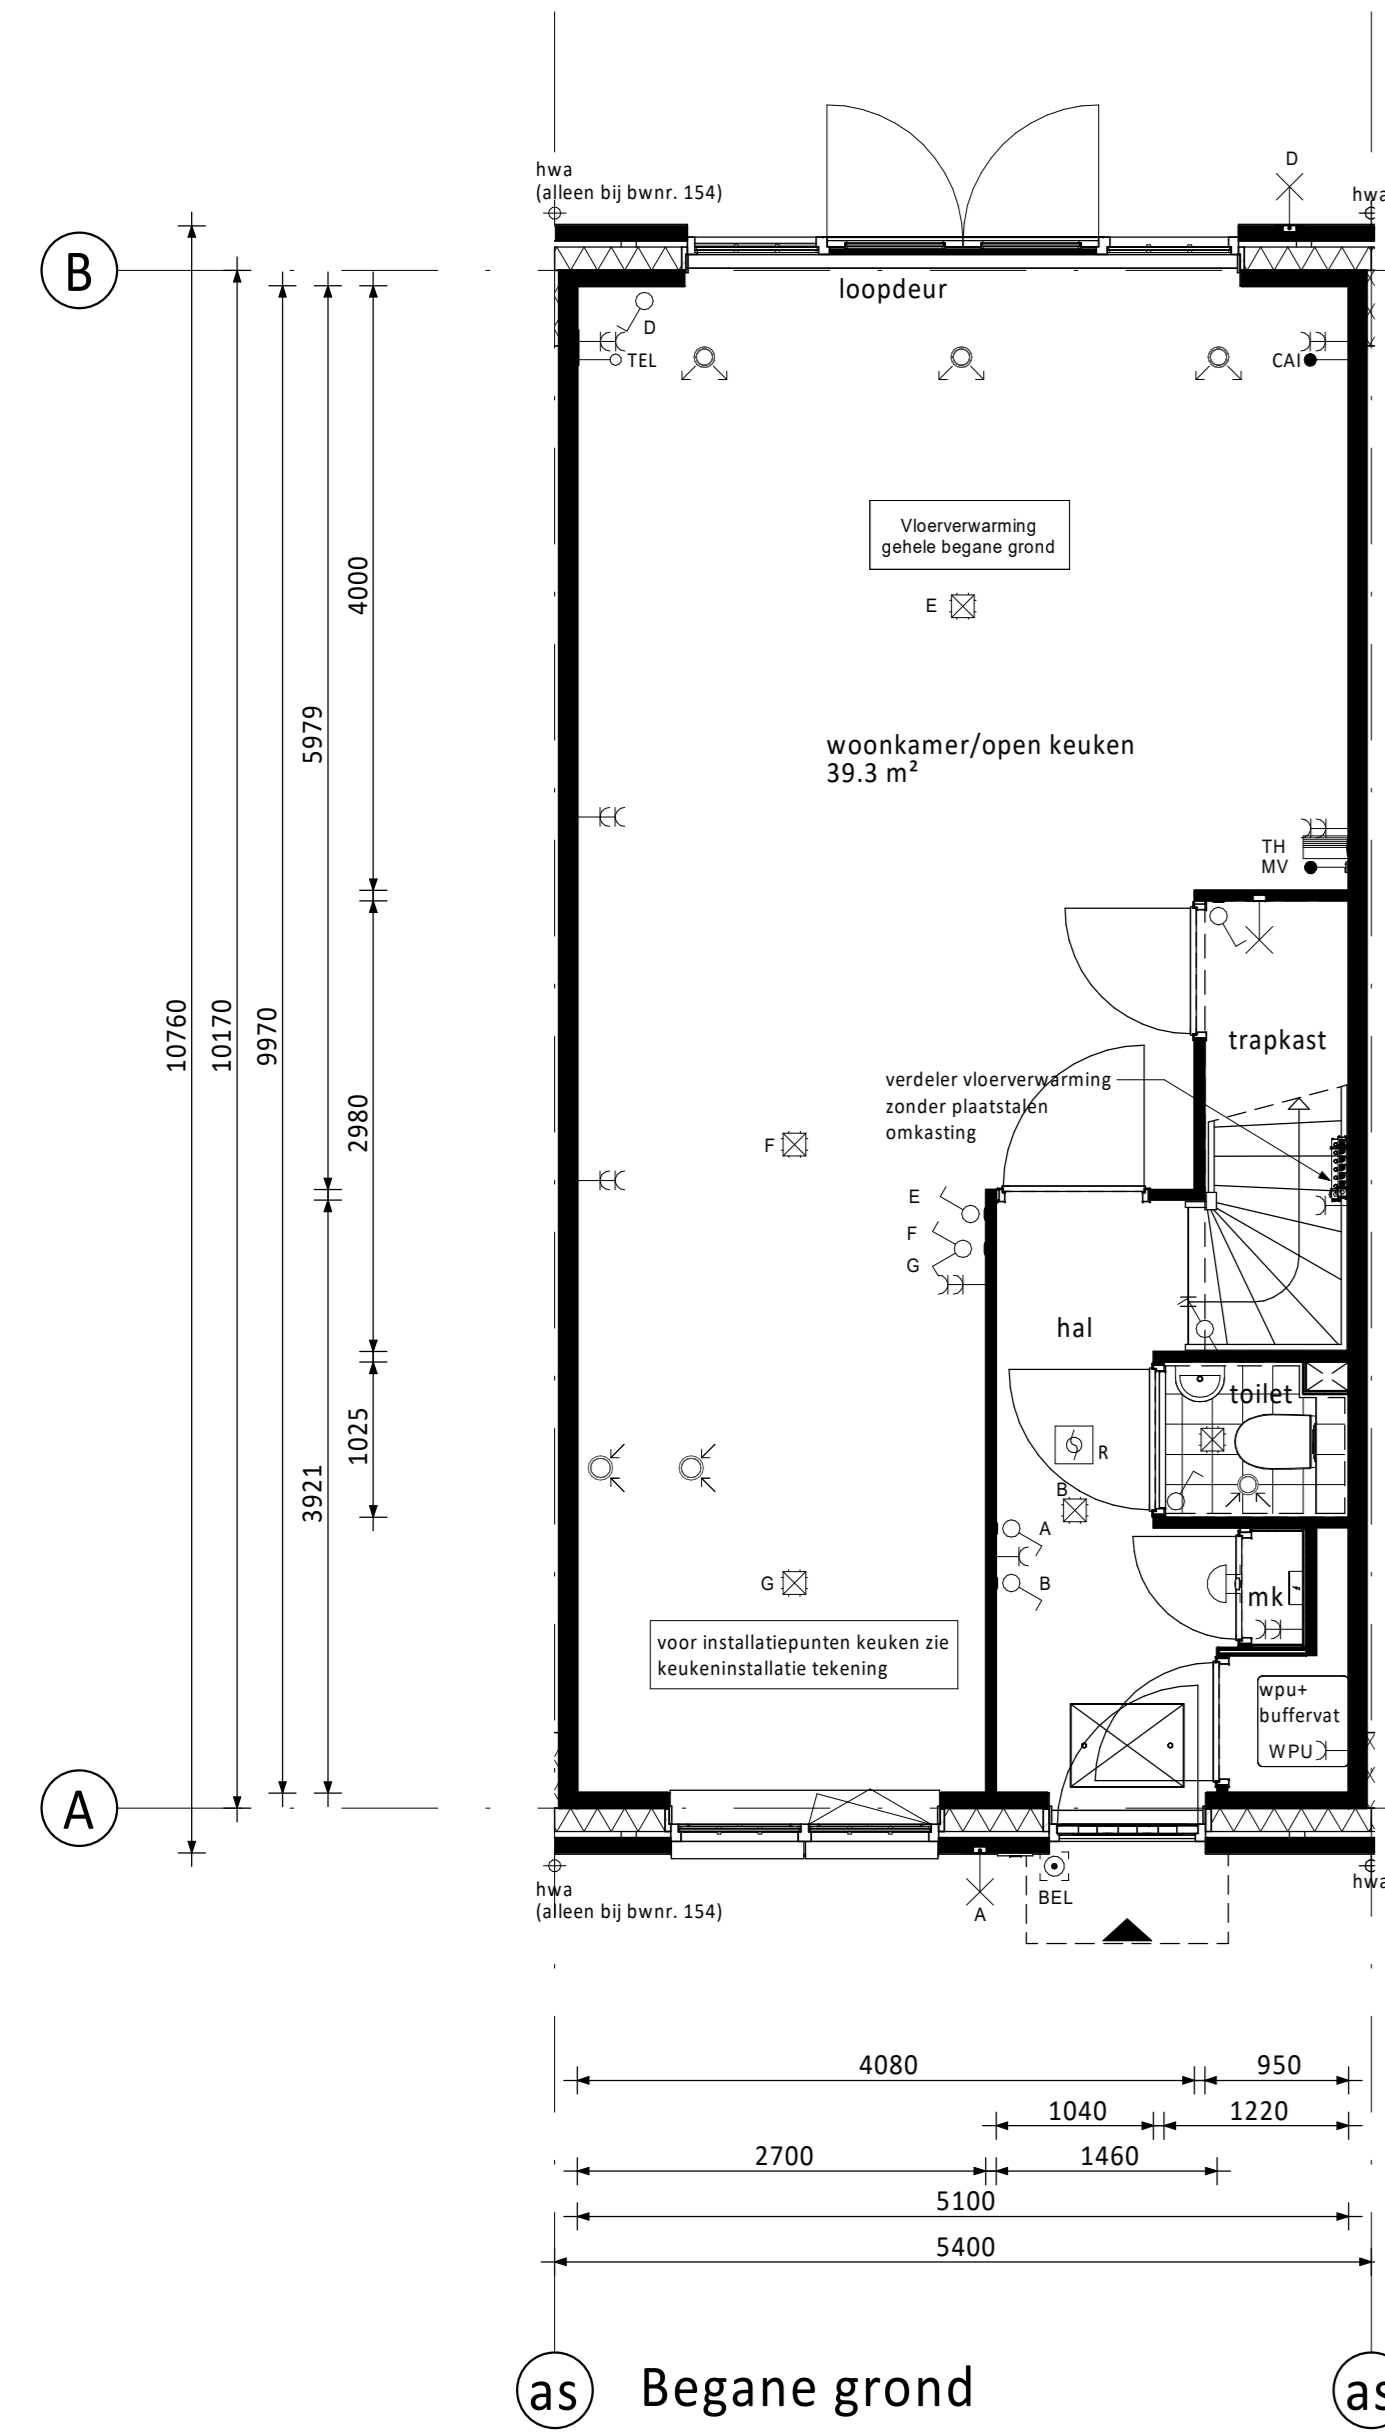 hwa
(alleen bij bwnr. 154)
D
hwa
B
loopdeur
D
TEL
CAI
Vloerverwarming
gehele begane grond
E
4000
5979
woonkamer/open keuken
39.3 m²
TH
MV
10760
10170
9970
trapkast
verdeler vloerverwarming
zonder plaatstalen
omkasting
2980
F
E
F
G
hal
toilet
1025
3921
R
B
A
B
G
mk
voor installatiepunten keuken zie
keukeninstallatie tekening
wpu+
buffervat
WPU
A
hwa
(alleen bij bwnr. 154)
A
BEL
hwa
4080
950
1040
1220
2700
1460
5100
5400
as
Begane grond
as